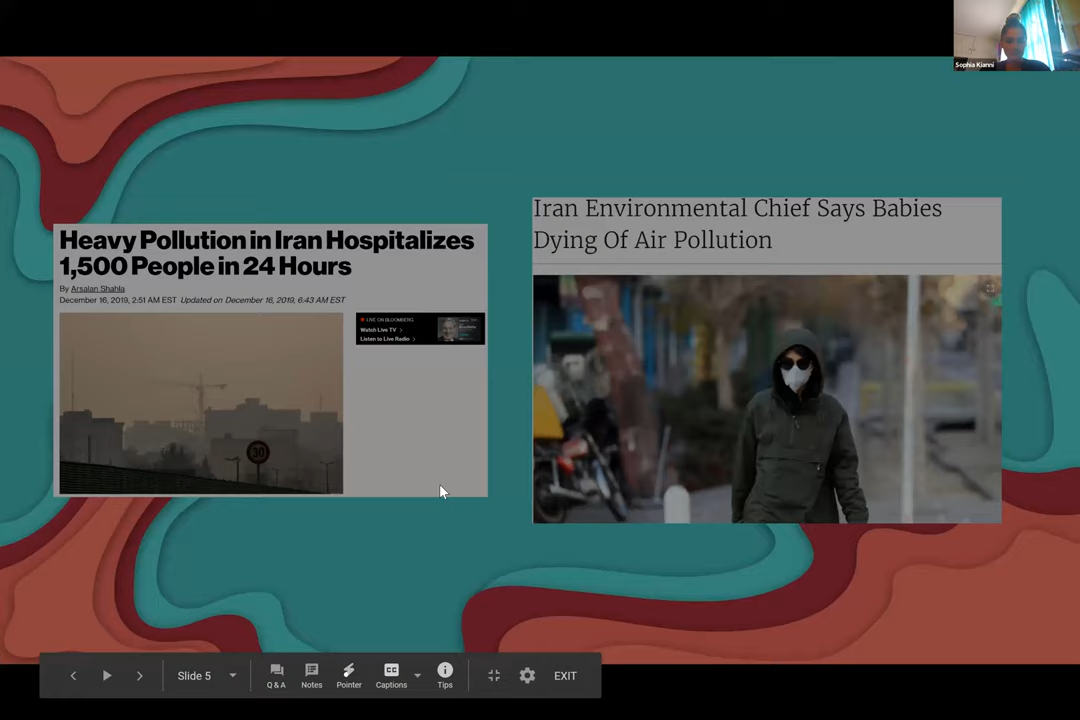 Sophia Kianni
Heavy Pollution in Iran Hospitalizes
1,500 People in 24 Hours
By Arsalan Shahla
December 16, 2019, 2:51 AM EST Updated on December 16, 2019, 6:43 AM EST
LIVE ON BLOOMBERG
Watch Live TV >
Listen to Live Radio >
30
Iran Environmental Chief Says Babies
Dying Of Air Pollution
Slide 5
Q & A
Notes
Pointer
CC
Captions
Tips
EXIT